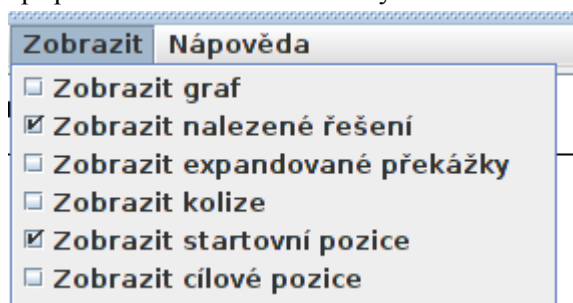 Zobrazit Nápověda
Zobrazit graf
Zobrazit nalezené řešení
Zobrazit expandované překážky
Zobrazit kolize
Zobrazit startovní pozice
Zobrazit cílové pozice